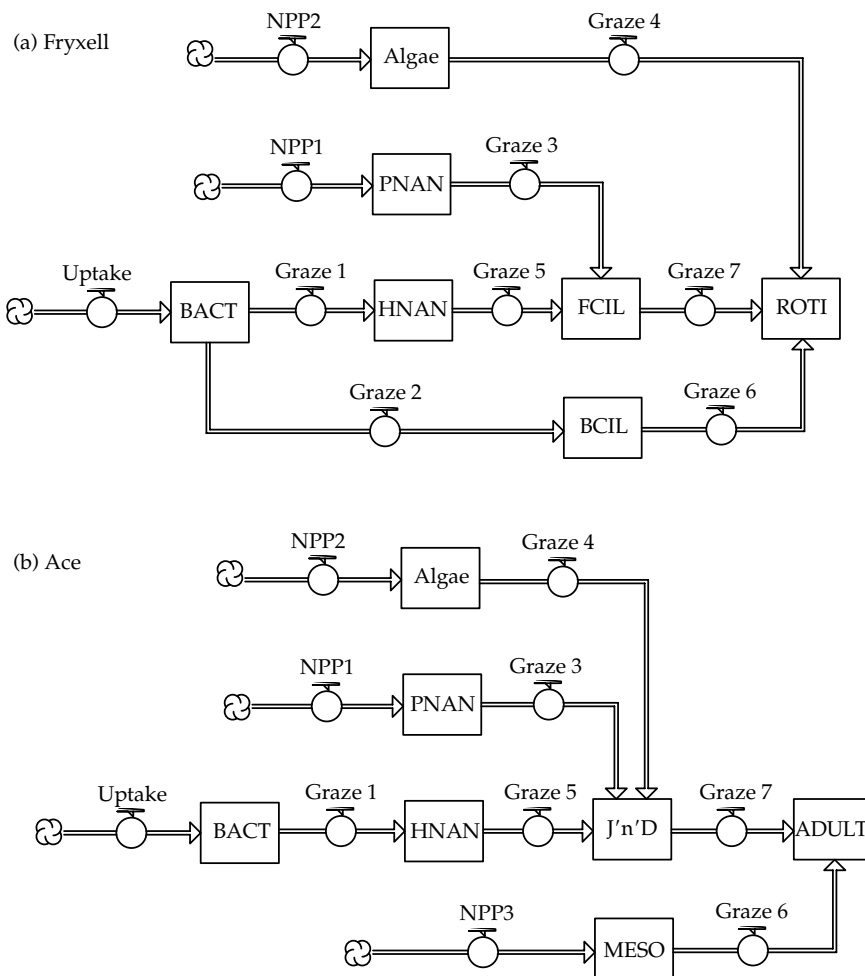 (a) Fryxell
NPP2
Graze 4
Algae
NPP1
Graze 3
PNAN
Uptake
Graze 1
Graze 5
Graze 7
BACT
HNAN
FCIL
ROTI
Graze 2
Graze 6
BCIL
(b) Ace
NPP2
Graze 4
Algae
NPP1
Graze 3
PNAN
Uptake
Graze 1
Graze 5
Graze 7
BACT
HNAN
J’n’D
ADULT
NPP3
Graze 6
MESO